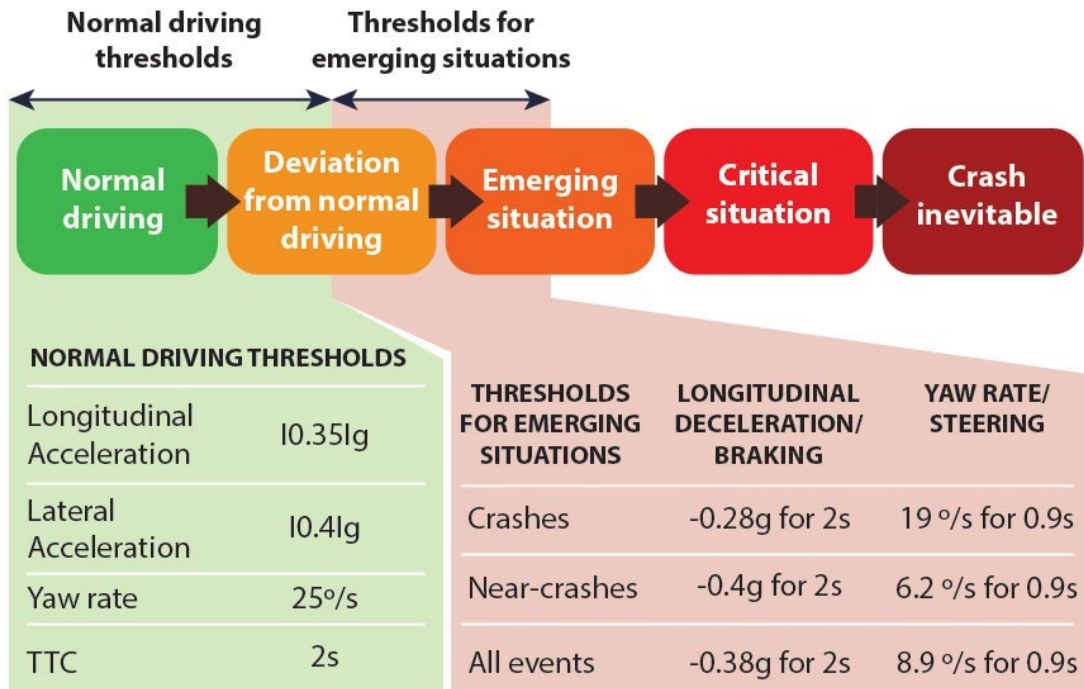 Normal driving
thresholds
Thresholds for
emerging situations
Normal
driving
Deviation
from normal
driving
Emerging
situation
Critical
situation
Crash
inevitable
NORMAL DRIVING THRESHOLDS
Longitudinal
Acceleration
I0.35Ig
Lateral
Acceleration
I0.4Ig
Yaw rate 25º/s
TTC 2s
THRESHOLDS
FOR EMERGING
SITUATIONS
LONGITUDINAL
DECELERATION/
BRAKING
YAW RATE/
STEERING
Crashes -0.28g for 2s 19 º/s for 0.9s
Near-crashes -0.4g for 2s 6.2 º/s for 0.9s
All events -0.38g for 2s 8.9 º/s for 0.9s